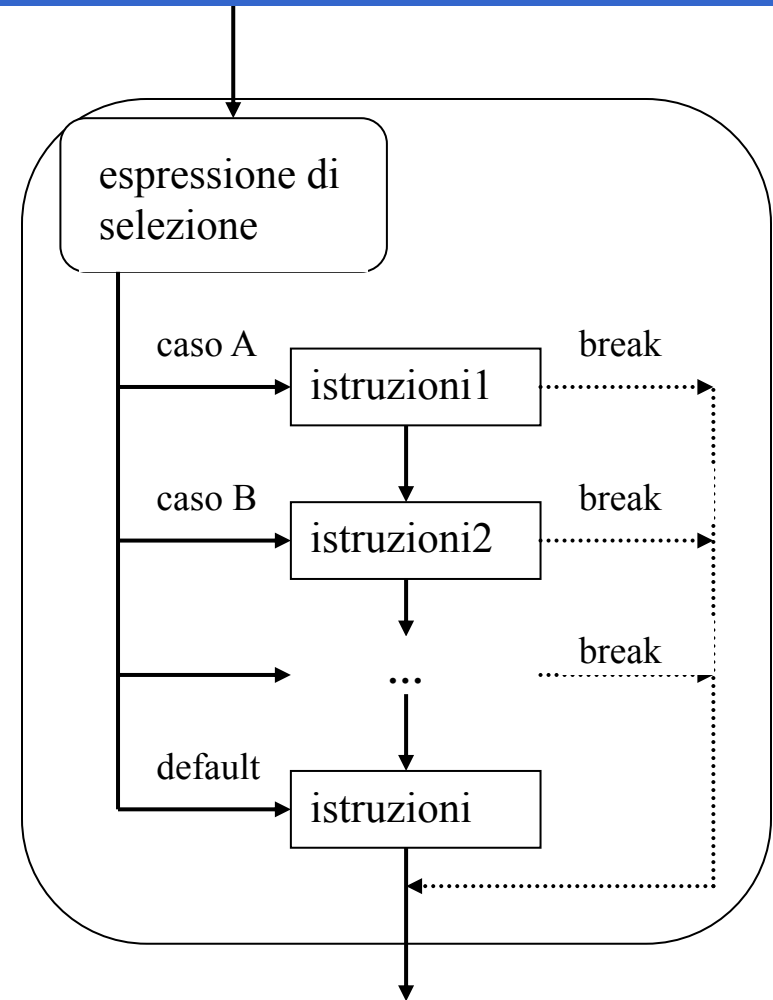 espressione di
selezione
caso A
istruzioni1
break
caso B
istruzioni2
break
...
break
default
istruzioni